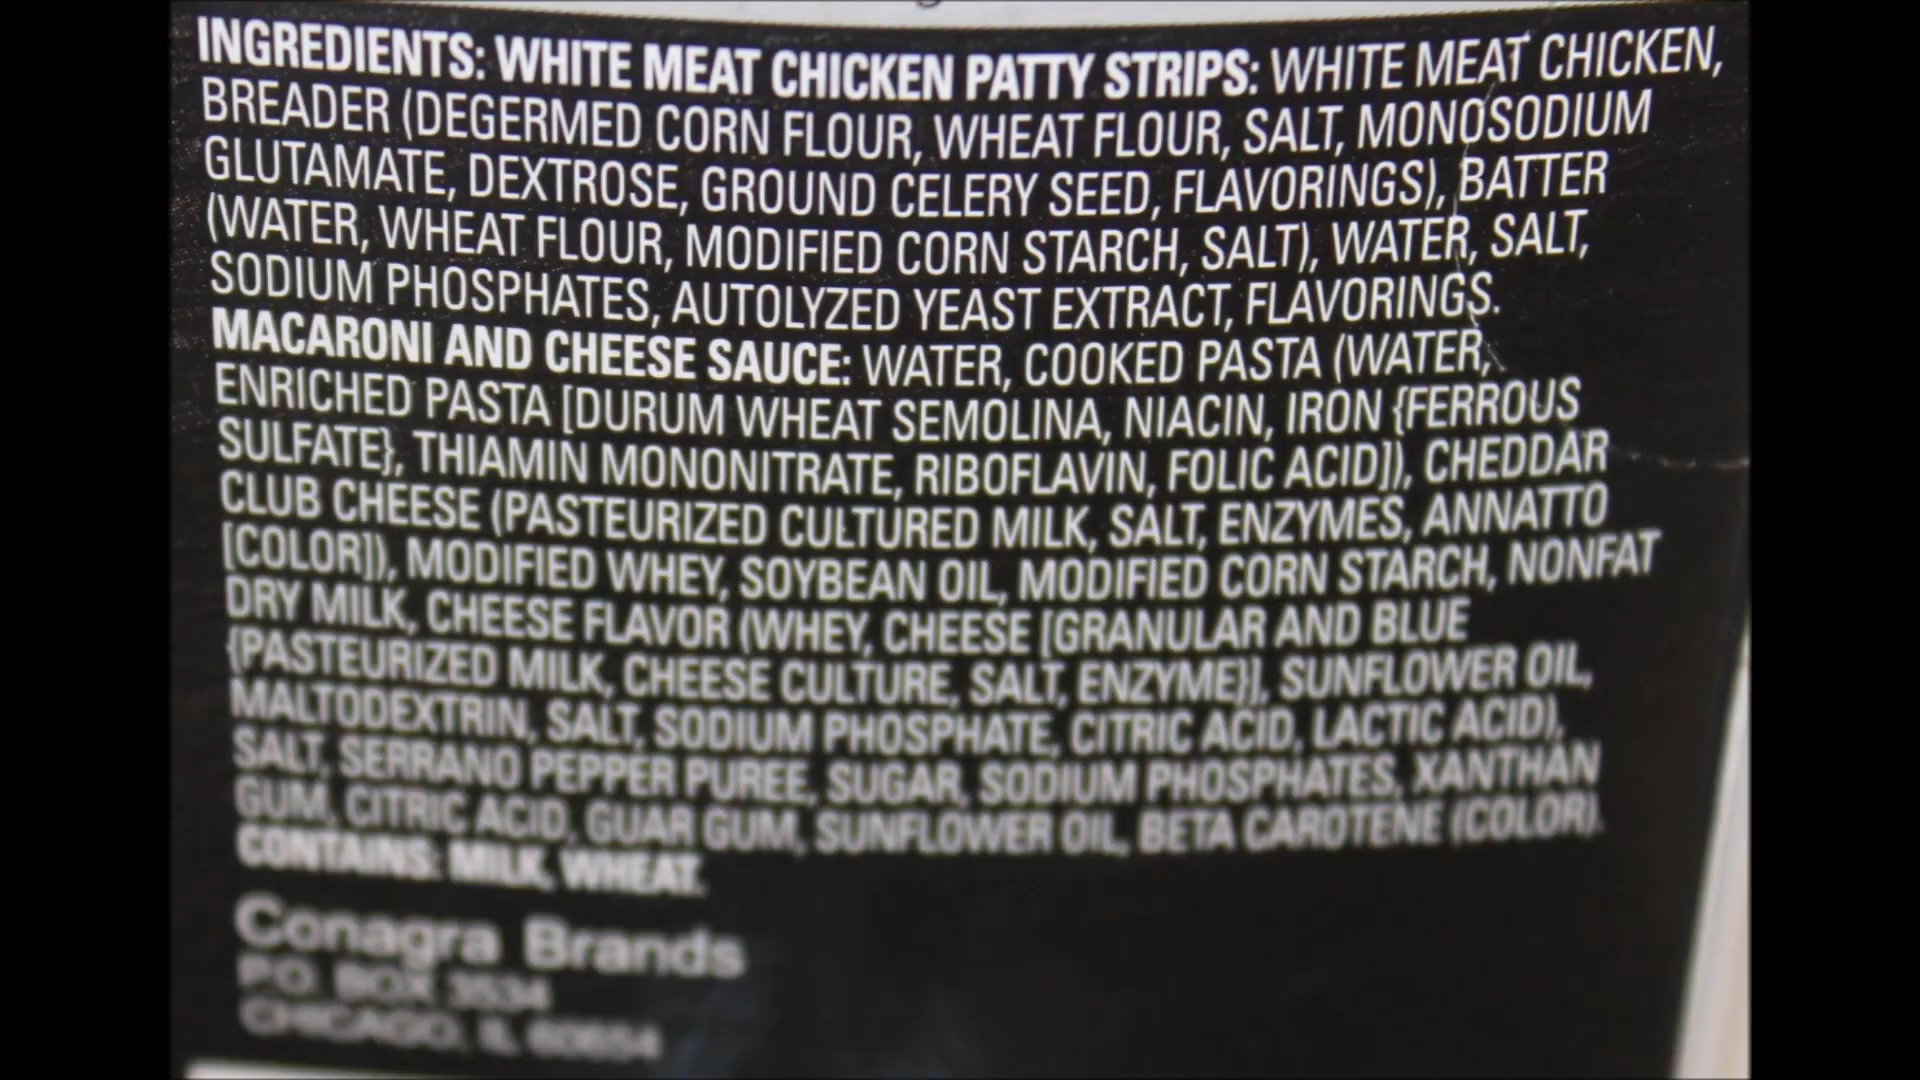 INGREDIENTS: WHITE MEAT CHICKEN PATTY STRIPS: WHITE MEAT CHICKEN,
BREADER (DEGERMED CORN FLOUR, WHEAT FLOUR, SALT, MONOSODIUM
GLUTAMATE, DEXTROSE, GROUND CELERY SEED, FLAVORINGS), BATTER
(WATER, WHEAT FLOUR, MODIFIED CORN STARCH, SALT), WATER, SALT,
SODIUM PHOSPHATES, AUTOLYZED YEAST EXTRACT, FLAVORINGS.
MACARONI AND CHEESE SAUCE: WATER, COOKED PASTA (WATER,
ENRICHED PASTA [DURUM WHEAT SEMOLINA, NIACIN, IRON {FERROUS
SULFATE}, THIAMIN MONONITRATE, RIBOFLAVIN, FOLIC ACID]), CHEDDAR
CLUB CHEESE (PASTEURIZED CULTURED MILK, SALT, ENZYMES, ANNATTO
[COLOR]), MODIFIED WHEY, SOYBEAN OIL, MODIFIED CORN STARCH, NONFAT
DRY MILK, CHEESE FLAVOR (WHEY, CHEESE [GRANULAR AND BLUE
{PASTEURIZED MILK, CHEESE CULTURE, SALT, ENZYME}], SUNFLOWER OIL,
MALTODEXTRIN, SALT, SODIUM PHOSPHATE, CITRIC ACID, LACTIC ACID),
SALT, SERRANO PEPPER PUREE, SUGAR, SODIUM PHOSPHATES, XANTHAN
GUM, CITRIC ACID, GUAR GUM, SUNFLOWER OIL, BETA CAROTENE (COLOR).
CONTAINS: MILK, WHEAT.
Conagra Brands
P.O. BOX 3534
CHICAGO, IL 60654